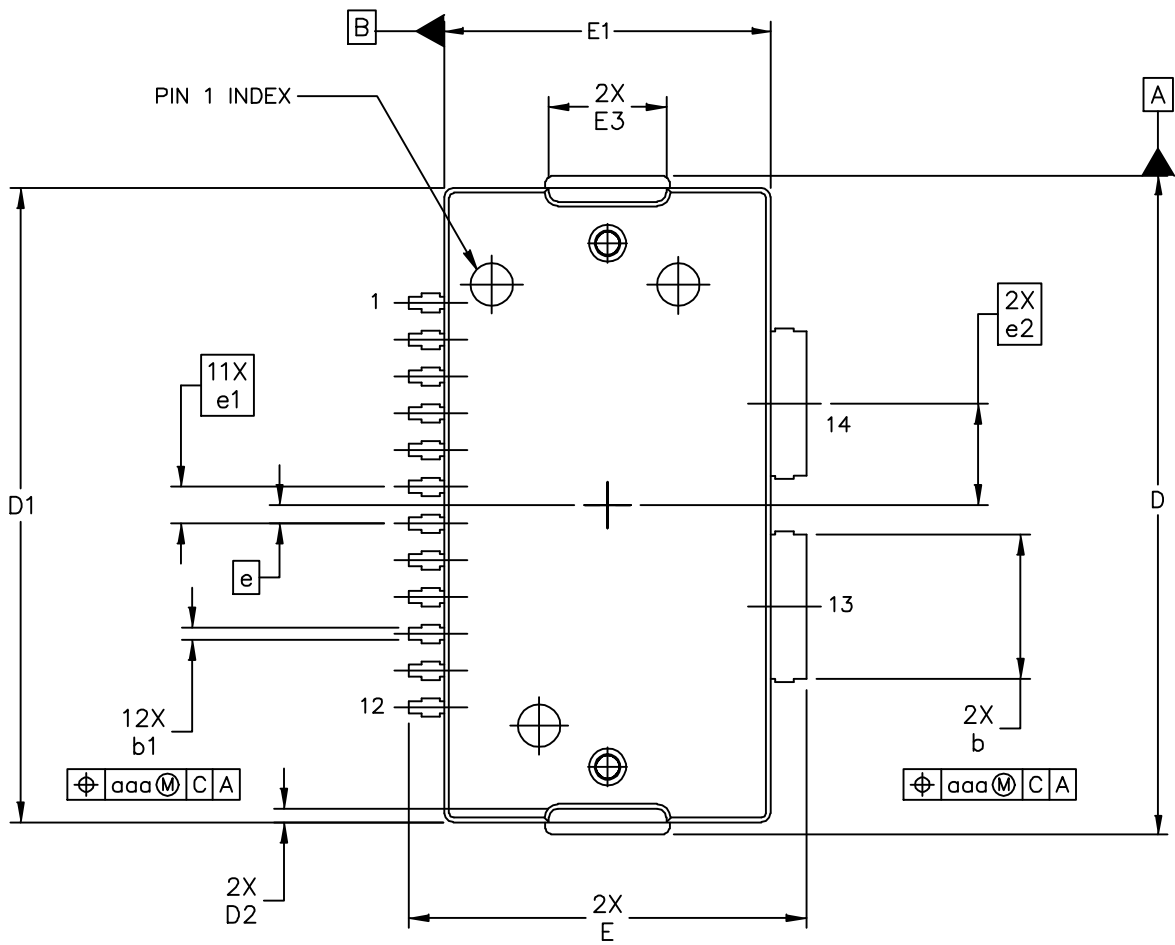 B
E1
PIN 1 INDEX
2X
E3
A
1
2X
e2
11X
e1
14
D1
D
e
13
12X
b1
12
2X
b
⌖ aaa Ⓜ C A
⌖ aaa Ⓜ C A
2X
D2
2X
E